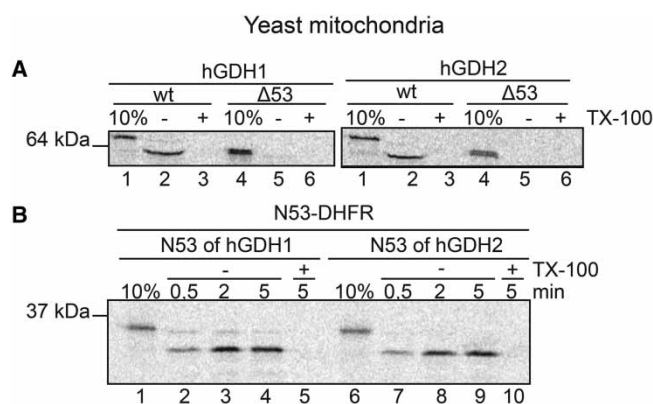 Yeast mitochondria
A
hGDH1 hGDH2
wt Δ53 wt Δ53
10% - + 10% - + 10% - + 10% - + TX-100
64 kDa
1 2 3 4 5 6 1 2 3 4 5 6
B
N53-DHFR
N53 of hGDH1 N53 of hGDH2
- + - + TX-100
10% 0,5 2 5 5 10% 0.5 2 5 5 min
37 kDa
1 2 3 4 5 6 7 8 9 10